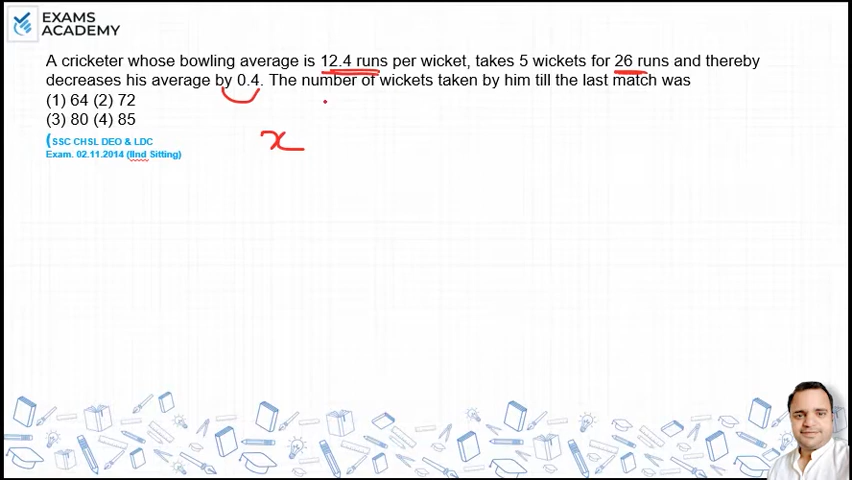 EXAMS
ACADEMY
A cricketer whose bowling average is 12.4 runs per wicket, takes 5 wickets for 26 runs and thereby
decreases his average by 0.4. The number of wickets taken by him till the last match was
(1) 64 (2) 72
(3) 80 (4) 85
(SSC CHSL DEO & LDC
Exam. 02.11.2014 (IInd Sitting)
x